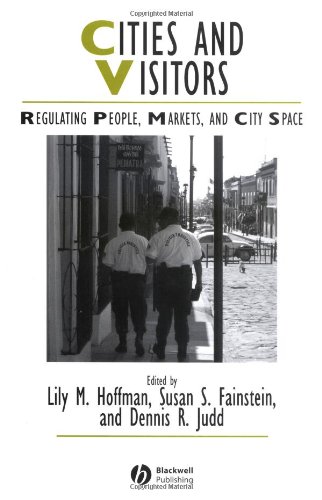 CITIES AND
VISITORS
REGULATING PEOPLE, MARKETS, AND CITY SPACE
Edited by
Lily M. Hoffman, Susan S. Fainstein,
and Dennis R. Judd
Blackwell
Publishing